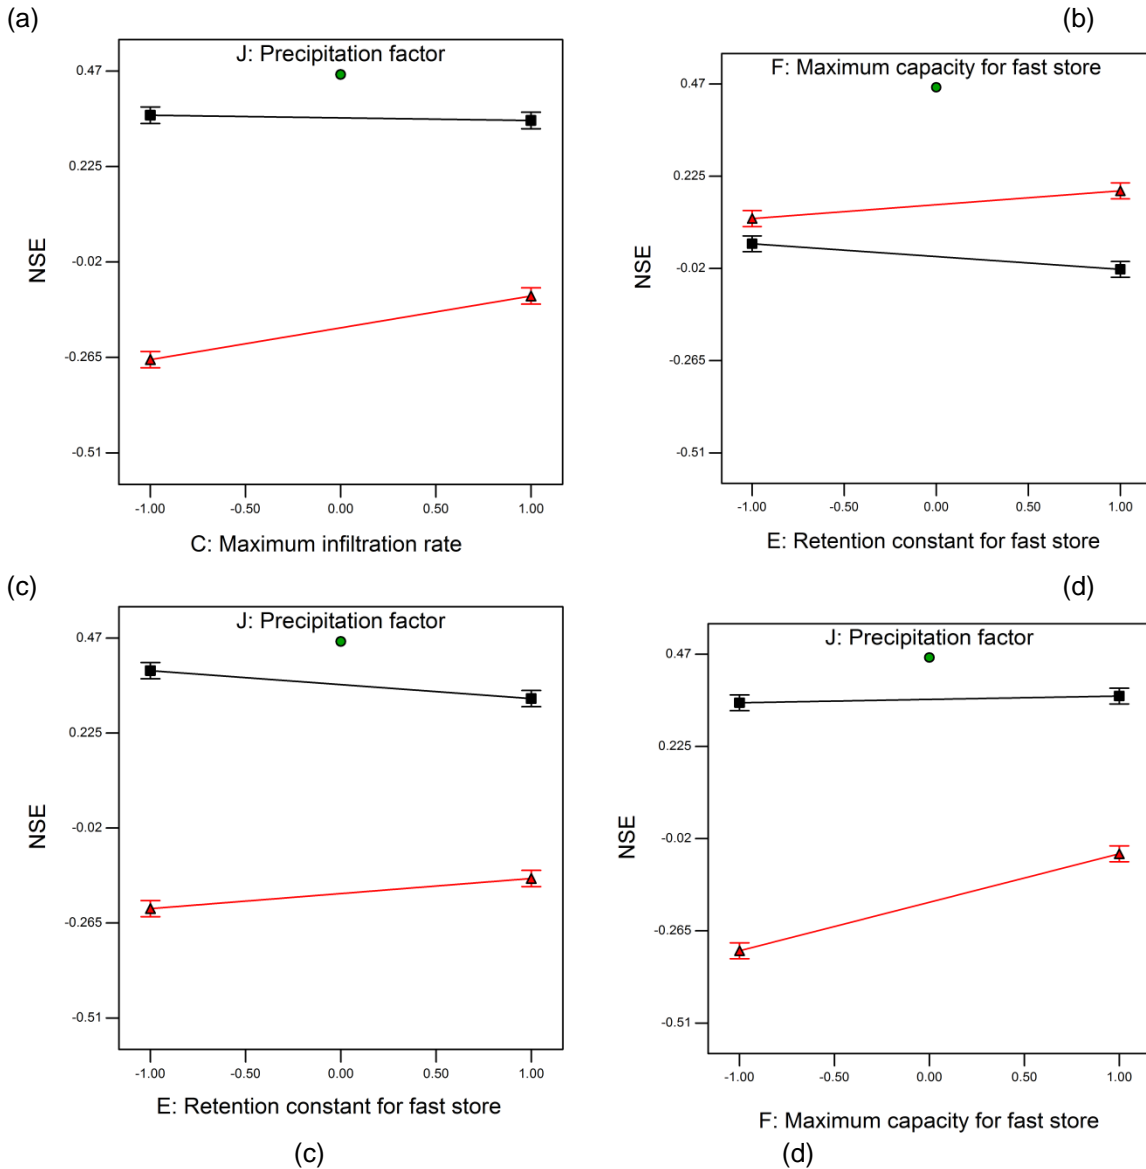 (a)
J: Precipitation factor
0.47
0.225
-0.02
-0.265
-0.51
NSE
-1.00 -0.50 0.00 0.50 1.00
C: Maximum infiltration rate
(b)
F: Maximum capacity for fast store
0.47
0.225
-0.02
-0.265
-0.51
NSE
-1.00 -0.50 0.00 0.50 1.00
E: Retention constant for fast store
(c)
J: Precipitation factor
0.47
0.225
-0.02
-0.265
-0.51
NSE
-1.00 -0.50 0.00 0.50 1.00
E: Retention constant for fast store
(c)
(d)
J: Precipitation factor
0.47
0.225
-0.02
-0.265
-0.51
NSE
-1.00 -0.50 0.00 0.50 1.00
F: Maximum capacity for fast store
(d)